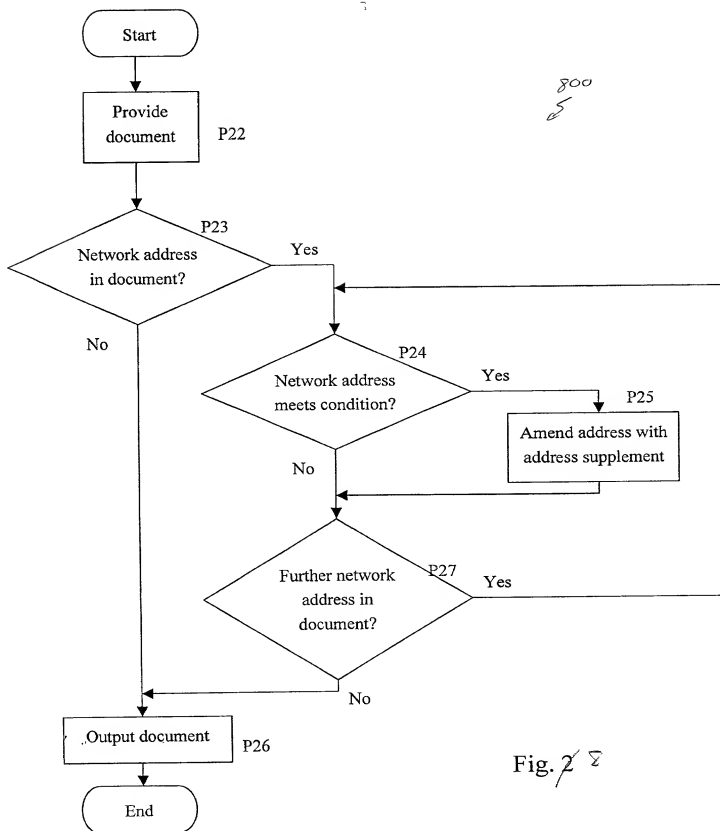 Start
800
Provide
document
P22
P23
Network address
in document?
Yes
No
P24
Network address
meets condition?
Yes
P25
Amend address with
address supplement
No
Further network
address in
document?
P27
Yes
No
Output document
P26
Fig. 2 8
End